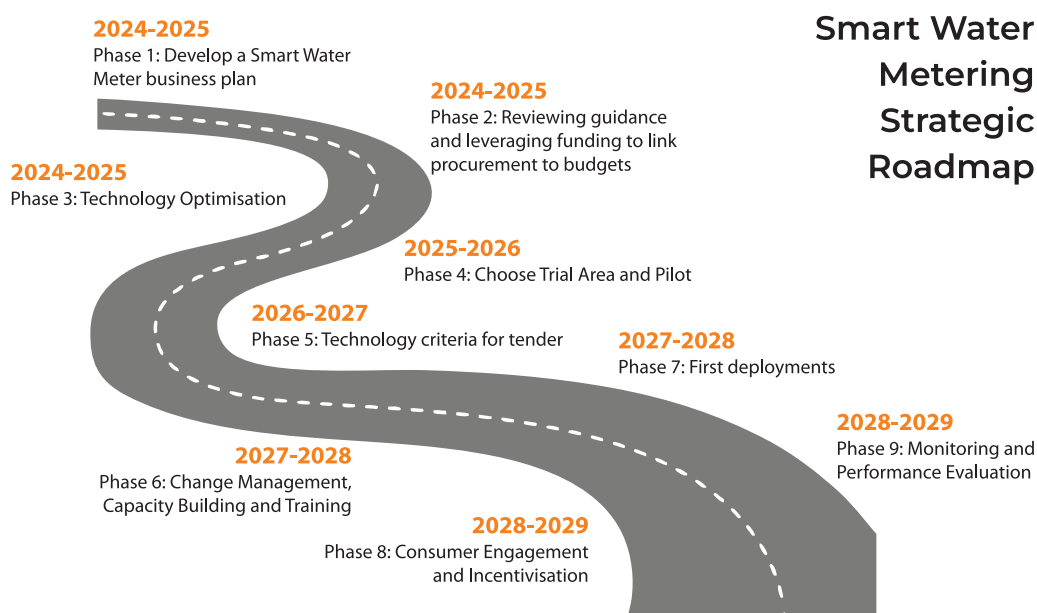 Smart Water
Metering
Strategic
Roadmap
2024-2025
Phase 1: Develop a Smart Water
Meter business plan
2024-2025
Phase 2: Reviewing guidance
and leveraging funding to link
procurement to budgets
2024-2025
Phase 3: Technology Optimisation
2025-2026
Phase 4: Choose Trial Area and Pilot
2026-2027
Phase 5: Technology criteria for tender
2027-2028
Phase 6: Change Management,
Capacity Building and Training
2027-2028
Phase 7: First deployments
2028-2029
Phase 8: Consumer Engagement
and Incentivisation
2028-2029
Phase 9: Monitoring and
Performance Evaluation